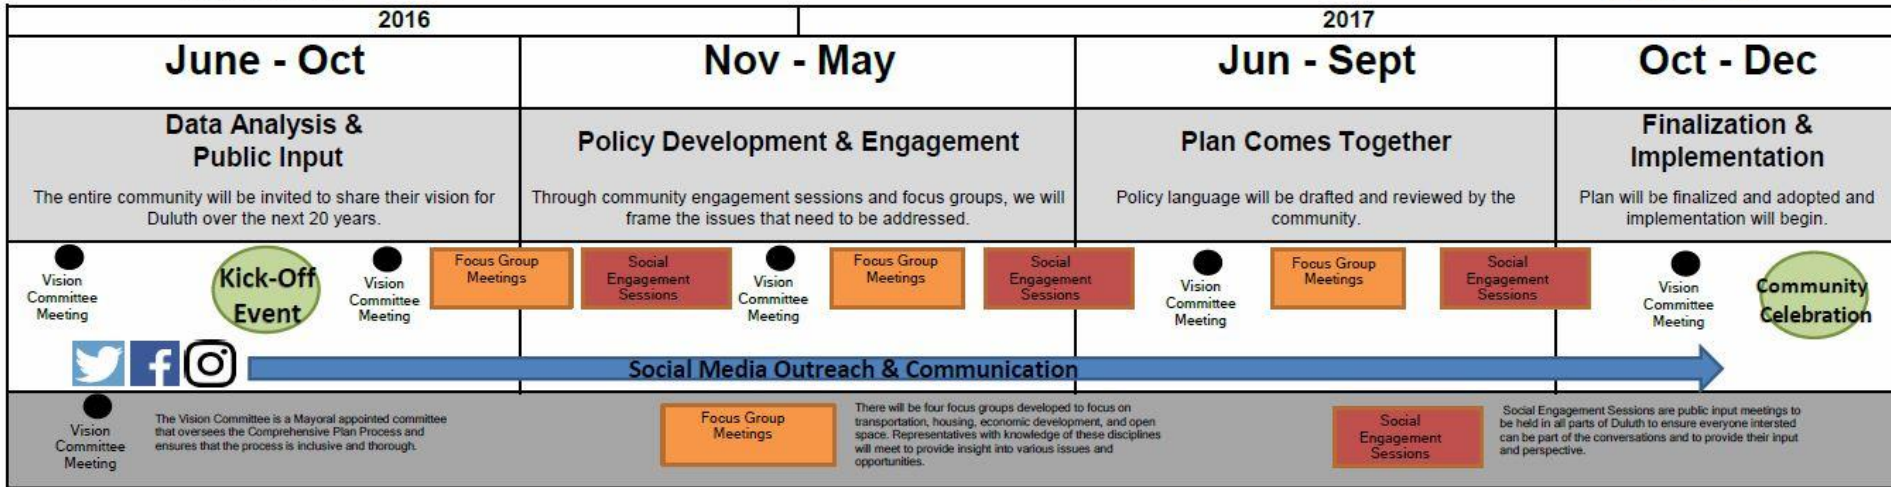 2016
2017
June - Oct
Nov - May
Jun - Sept
Oct - Dec
Data Analysis &
Public Input
The entire community will be invited to share their vision for
Duluth over the next 20 years.
Policy Development & Engagement
Through community engagement sessions and focus groups, we will
frame the issues that need to be addressed.
Plan Comes Together
Policy language will be drafted and reviewed by the
community.
Finalization &
Implementation
Plan will be finalized and adopted and
implementation will begin.
Vision
Committee
Meeting
Kick-Off
Event
Vision
Committee
Meeting
Focus Group
Meetings
Social
Engagement
Sessions
Vision
Committee
Meeting
Focus Group
Meetings
Social
Engagement
Sessions
Vision
Committee
Meeting
Focus Group
Meetings
Social
Engagement
Sessions
Vision
Committee
Meeting
Community
Celebration
Social Media Outreach & Communication
Vision
Committee
Meeting
The Vision Committee is a Mayoral appointed committee
that oversees the Comprehensive Plan Process and
ensures that the process is inclusive and thorough.
Focus Group
Meetings
There will be four focus groups developed to focus on
transportation, housing, economic development, and open
space. Representatives with knowledge of these disciplines
will meet to provide insight into various issues and
opportunities.
Social
Engagement
Sessions
Social Engagement Sessions are public input meetings to
be held in all parts of Duluth to ensure everyone intersted
can be part of the conversations and to provide their input
and perspective.